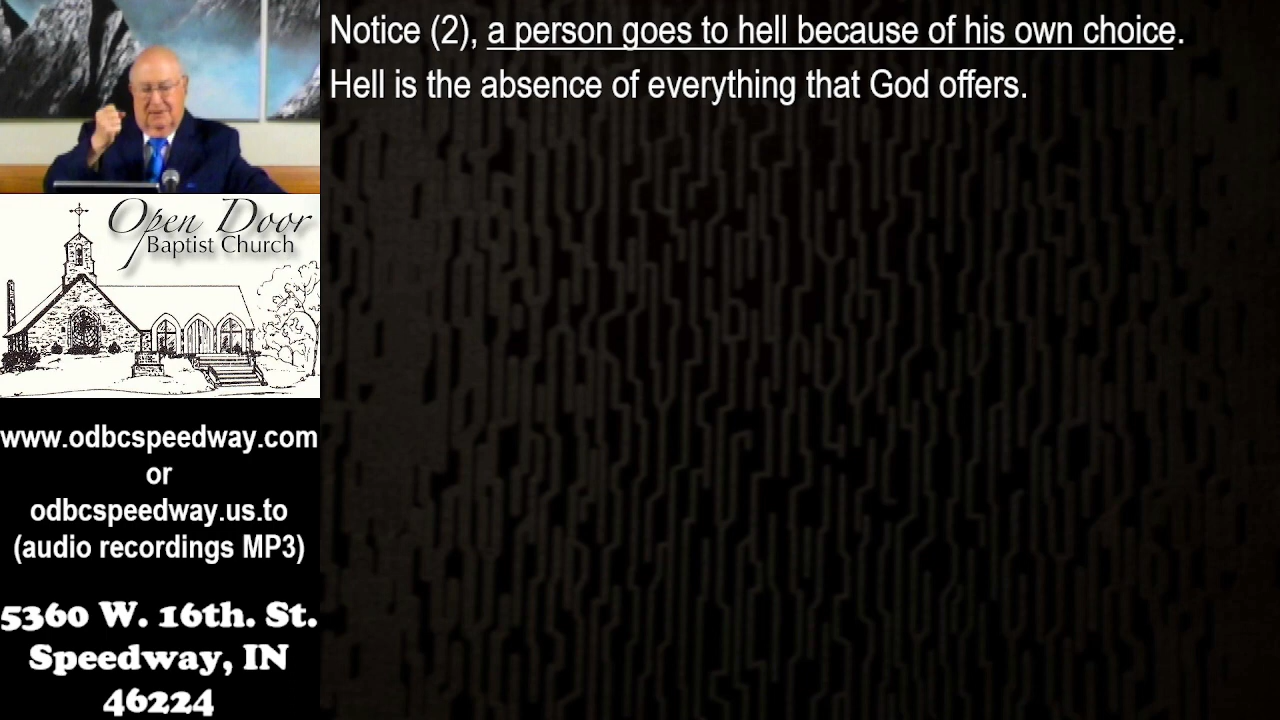 Notice (2), a person goes to hell because of his own choice.
Hell is the absence of everything that God offers.
Open Door
Baptist Church
www.odbcspeedway.com
or
odbcspeedway.us.to
(audio recordings MP3)
5360 W. 16th. St.
Speedway, IN
46224